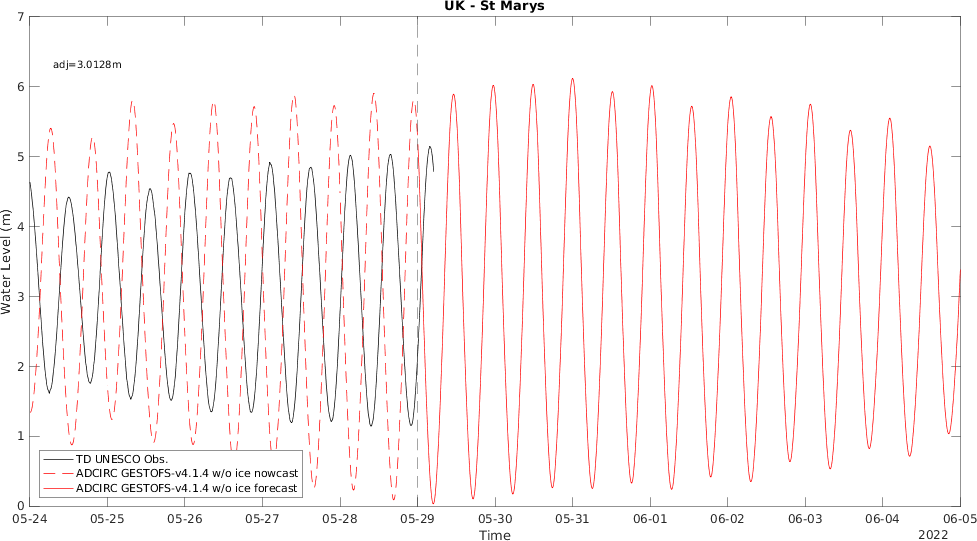 UK - St Marys
7
adj=3.0128m
6
5
4
3
2
1
0
Water Level (m)
TD UNESCO Obs.
ADCIRC GESTOFS-v4.1.4 w/o ice nowcast
ADCIRC GESTOFS-v4.1.4 w/o ice forecast
05-24 05-25 05-26 05-27 05-28 05-29 05-30 05-31 06-01 06-02 06-03 06-04 06-05
Time
2022